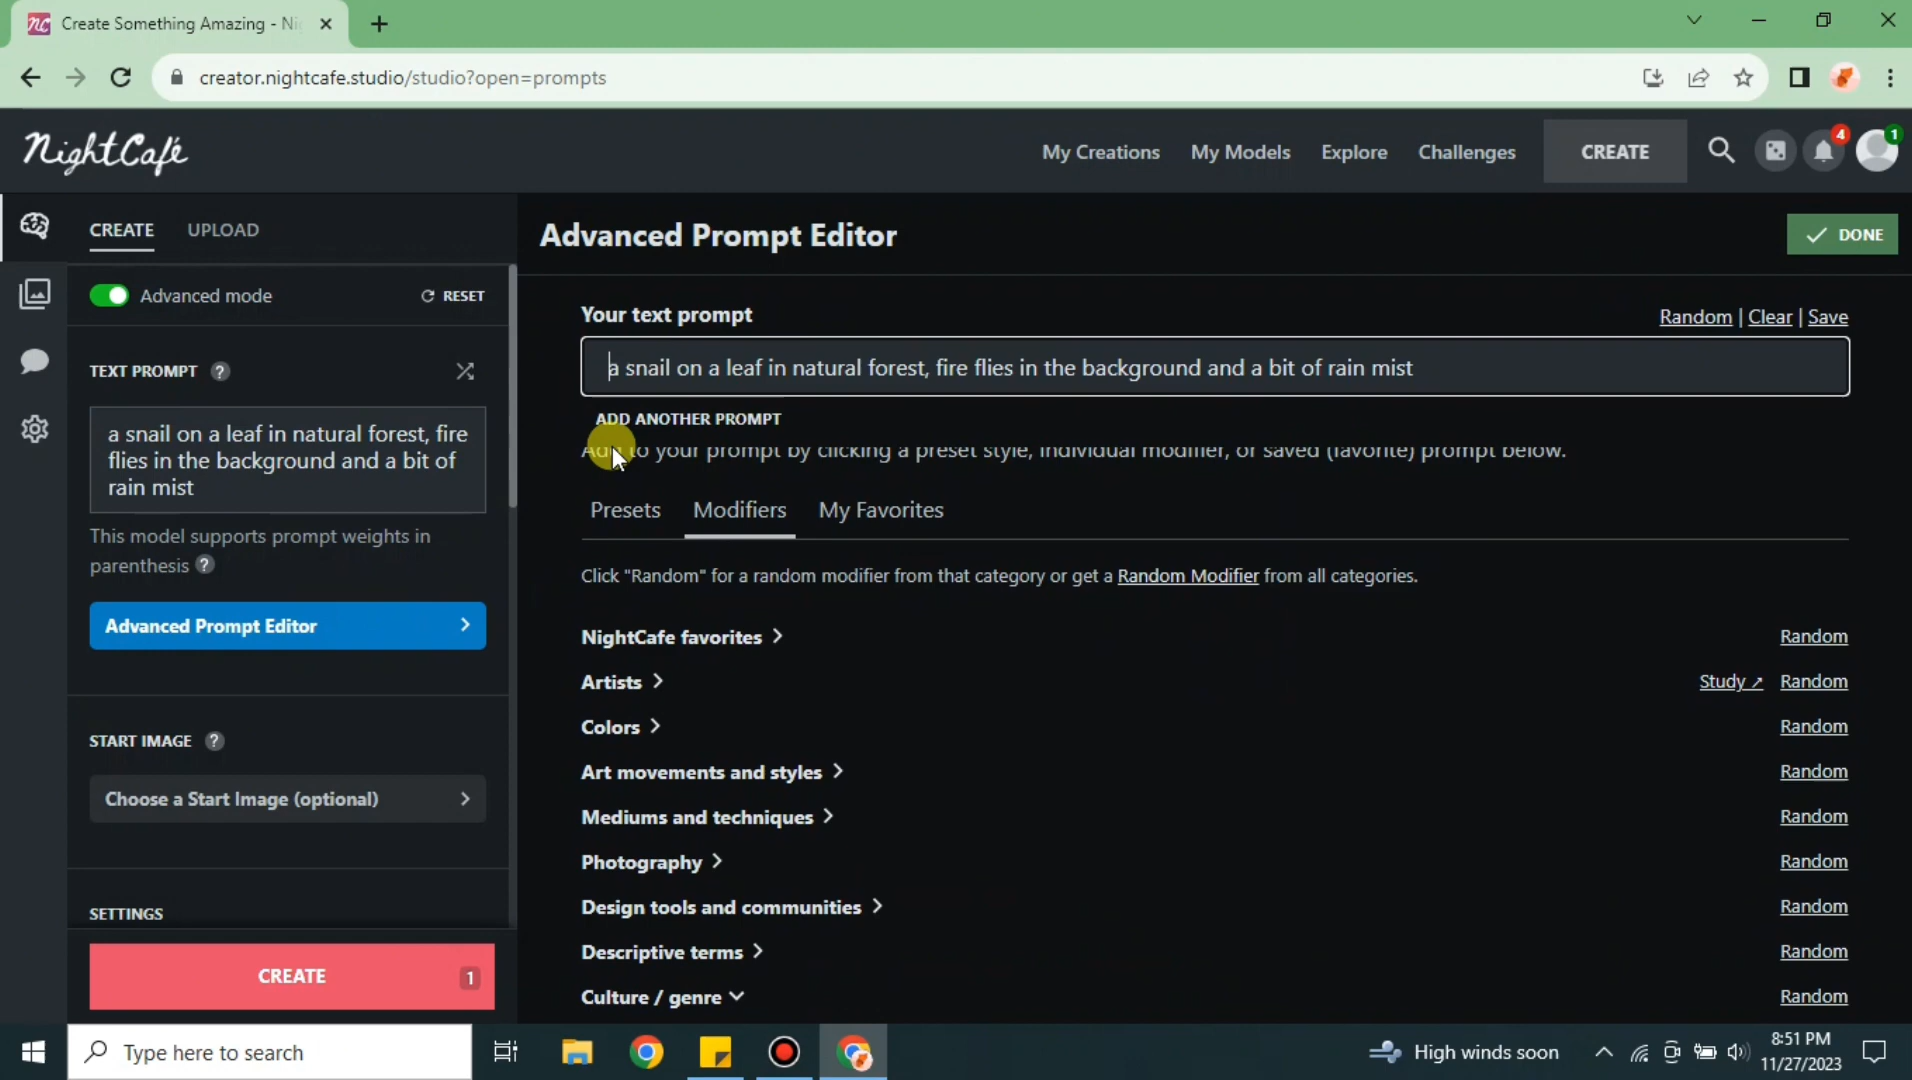 Create Something Amazing - Ni
creator.nightcafe.studio/studio?open=prompts
NightCafé
My Creations
My Models
Explore
Challenges
CREATE
4
1
CREATE
UPLOAD
Advanced Prompt Editor
DONE
Advanced mode
RESET
Your text prompt
Random | Clear | Save
a snail on a leaf in natural forest, fire flies in the background and a bit of rain mist
TEXT PROMPT ?
ADD ANOTHER PROMPT
a snail on a leaf in natural forest, fire
flies in the background and a bit of
rain mist
Add to your prompt by clicking a preset style, individual modifier, or saved (favorite) prompt below.
Presets
Modifiers
My Favorites
This model supports prompt weights in
parenthesis ?
Click "Random" for a random modifier from that category or get a Random Modifier from all categories.
Advanced Prompt Editor
NightCafe favorites
Random
Artists
Study
Random
Colors
Random
START IMAGE ?
Art movements and styles
Random
Choose a Start Image (optional)
Mediums and techniques
Random
Photography
Random
SETTINGS
Design tools and communities
Random
Descriptive terms
Random
CREATE
1
Culture / genre
Random
Type here to search
High winds soon
8:51 PM
11/27/2023